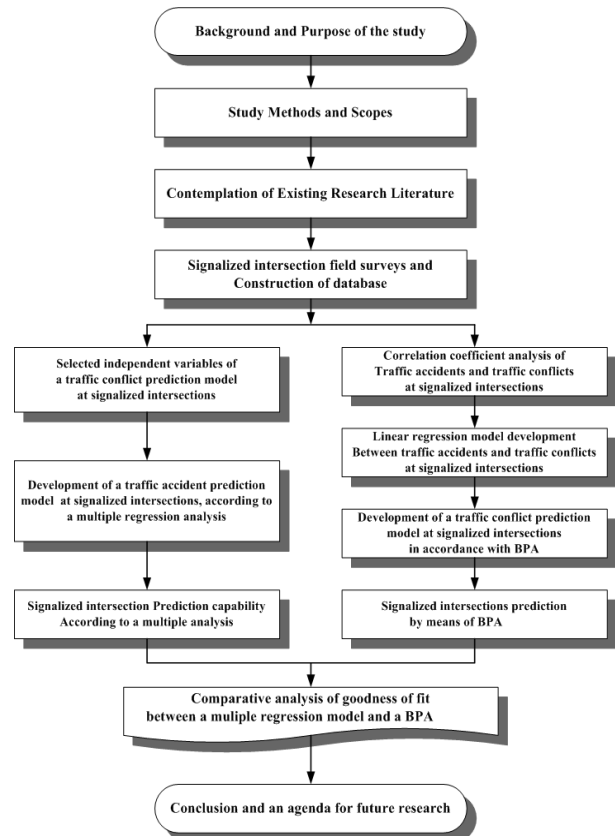 Background and Purpose of the study
Study Methods and Scopes
Contemplation of Existing Research Literature
Signalized intersection field surveys and
Construction of database
Selected independent variables of
a traffic conflict prediction model
at signalized intersections
Development of a traffic accident prediction
model at signalized intersections, according to
a multiple regression analysis
Signalized intersection Prediction capability
According to a multiple analysis
Correlation coefficient analysis of
Traffic accidents and traffic conflicts
at signalized intersections
Linear regression model development
Between traffic accidents and traffic conflicts
at signalized intersections
Development of a traffic conflict prediction
model at signalized intersections
in accordance with BPA
Signalized intersections prediction
by means of BPA
Comparative analysis of goodness of fit
between a muliple regression model and a BPA
Conclusion and an agenda for future research